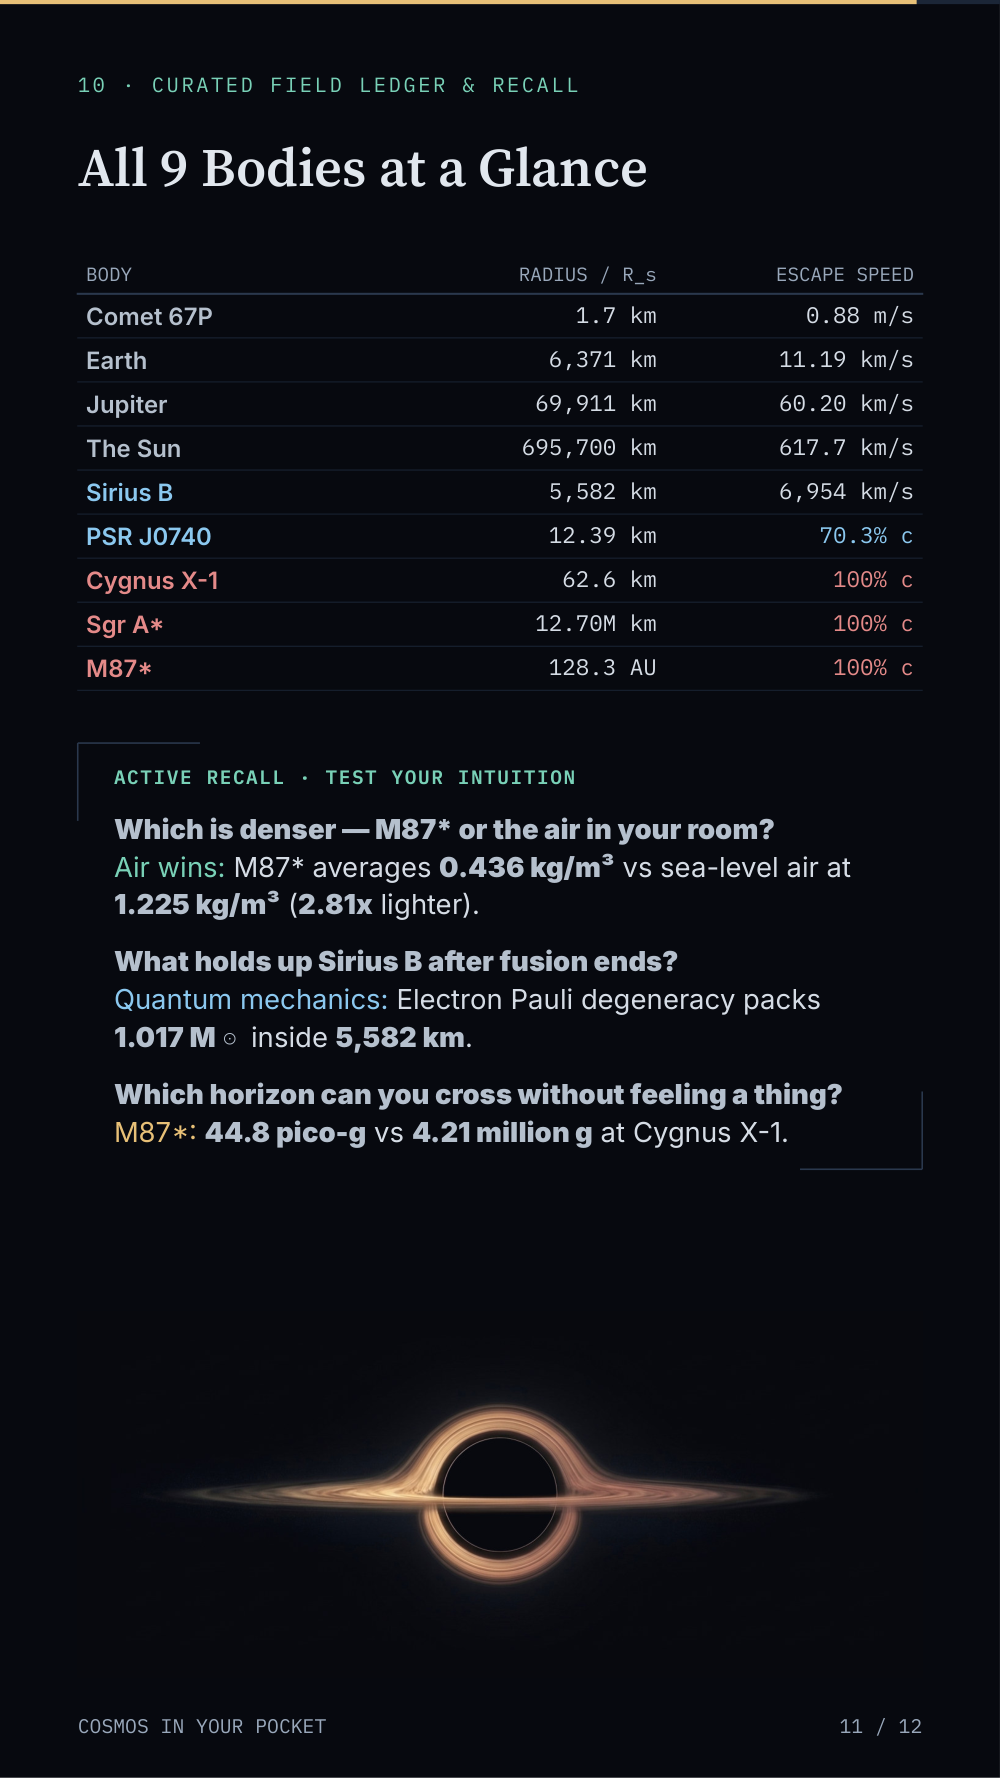 10 · CURATED FIELD LEDGER & RECALL
All 9 Bodies at a Glance
BODY RADIUS / R_s ESCAPE SPEED
Comet 67P 1.7 km 0.88 m/s
Earth 6,371 km 11.19 km/s
Jupiter 69,911 km 60.20 km/s
The Sun 695,700 km 617.7 km/s
Sirius B 5,582 km 6,954 km/s
PSR J0740 12.39 km 70.3% c
Cygnus X-1 62.6 km 100% c
Sgr A* 12.70M km 100% c
M87* 128.3 AU 100% c
ACTIVE RECALL · TEST YOUR INTUITION
Which is denser — M87* or the air in your room?
Air wins: M87* averages 0.436 kg/m³ vs sea-level air at
1.225 kg/m³ (2.81x lighter).
What holds up Sirius B after fusion ends?
Quantum mechanics: Electron Pauli degeneracy packs
1.017 M☉ inside 5,582 km.
Which horizon can you cross without feeling a thing?
M87*: 44.8 pico-g vs 4.21 million g at Cygnus X-1.
COSMOS IN YOUR POCKET 11 / 12